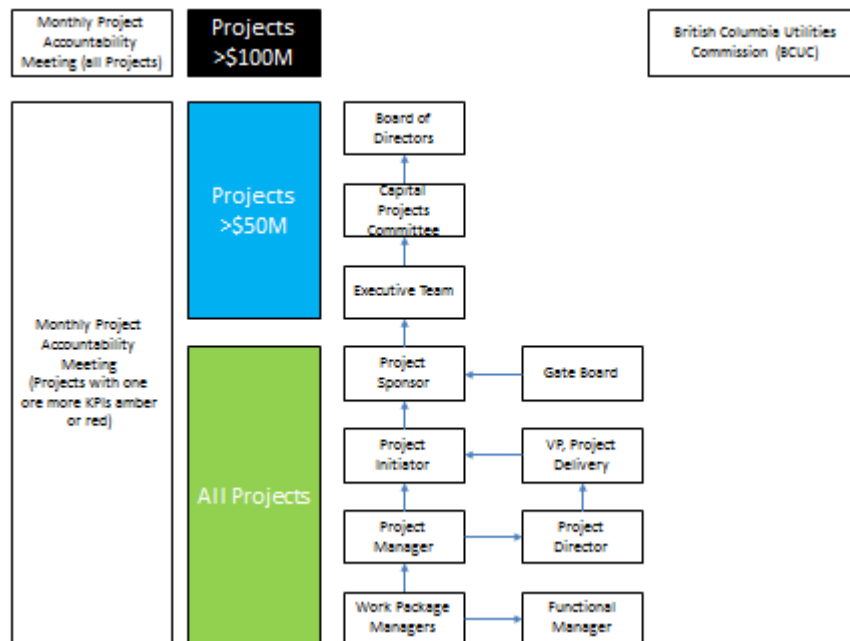 Monthly Project
Accountability
Meeting (all Projects)
Projects
>$100M
British Columbia Utilities
Commission (BCUC)
Projects
>$50M
Board of
Directors
Capital
Projects
Committee
Executive Team
Monthly Project
Accountability
Meeting
(Projects with one
ore more KPIs amber
or red)
All Projects
Project
Sponsor
Gate Board
Project
Initiator
VP, Project
Delivery
Project
Manager
Project
Director
Work Package
Managers
Functional
Manager